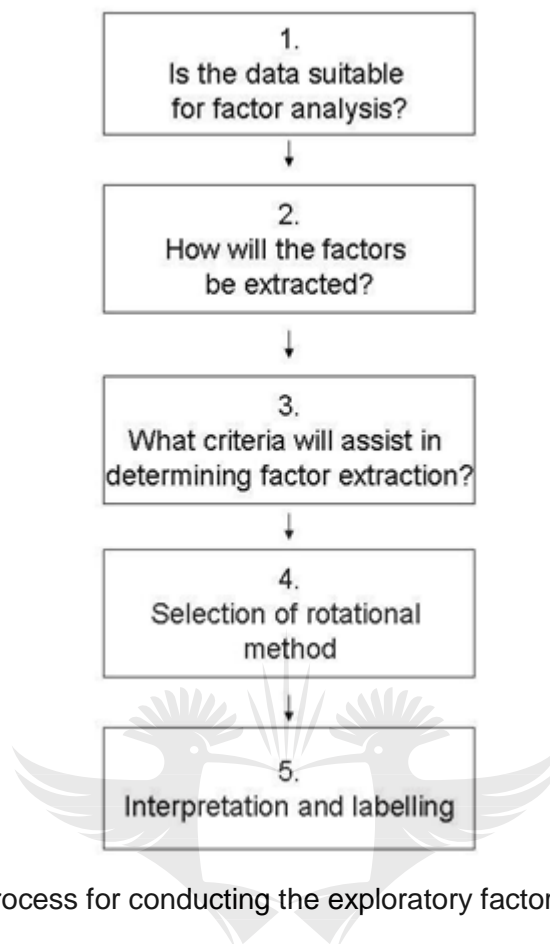 1.
Is the data suitable
for factor analysis?
2.
How will the factors
be extracted?
3.
What criteria will assist in
determining factor extraction?
4.
Selection of rotational
method
5.
Interpretation and labelling
process for conducting the exploratory factor